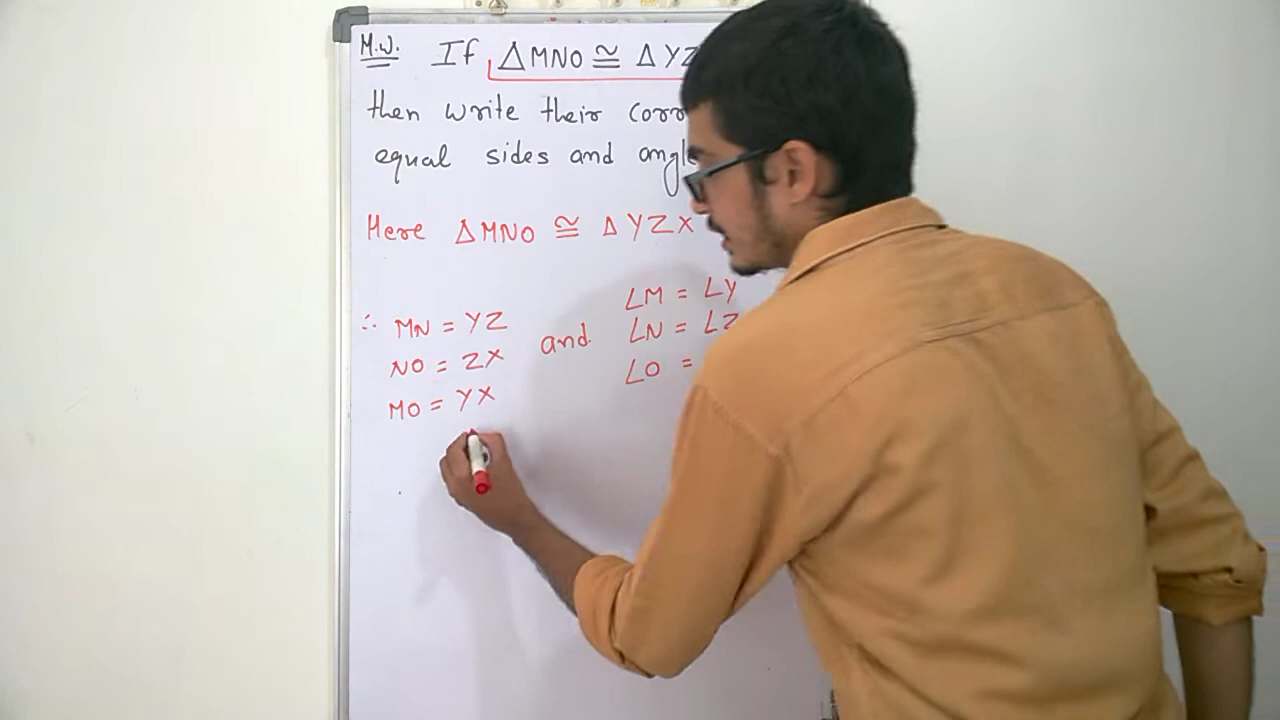 M.W. If ΔMNO ≅ ΔYZ
then write their corr
equal sides and angle
Here ΔMNO ≅ ΔYZX
∠M = ∠Y
∴ MN = YZ and ∠N = ∠Z
NO = ZX ∠O =
MO = YX